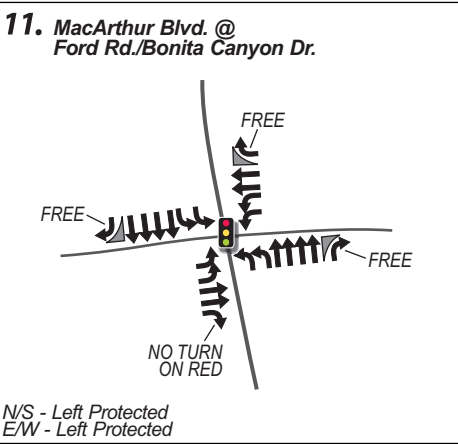 11. MacArthur Blvd. @
Ford Rd./Bonita Canyon Dr.
FREE
FREE
FREE
NO TURN
ON RED
N/S - Left Protected
E/W - Left Protected